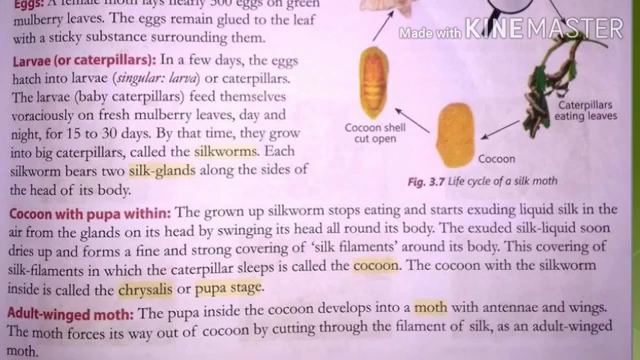 Eggs: A female moth lays nearly 300 eggs on green
mulberry leaves. The eggs remain glued to the leaf
with a sticky substance surrounding them.
Larvae (or caterpillars): In a few days, the eggs
hatch into larvae (singular: larva) or caterpillars.
The larvae (baby caterpillars) feed themselves
voraciously on fresh mulberry leaves, day and
night, for 15 to 30 days. By that time, they grow
into big caterpillars, called the silkworms. Each
silkworm bears two silk-glands along the sides of
the head of its body.
Made with KINEMASTER
Cocoon shell
cut open
Cocoon
Caterpillars
eating leaves
Fig. 3.7 Life cycle of a silk moth
Cocoon with pupa within: The grown up silkworm stops eating and starts exuding liquid silk in the
air from the glands on its head by swinging its head all round its body. The exuded silk-liquid soon
dries up and forms a fine and strong covering of 'silk filaments' around its body. This covering of
silk-filaments in which the caterpillar sleeps is called the cocoon. The cocoon with the silkworm
inside is called the chrysalis or pupa stage.
Adult-winged moth: The pupa inside the cocoon develops into a moth with antennae and wings.
The moth forces its way out of cocoon by cutting through the filament of silk, as an adult-winged
moth.